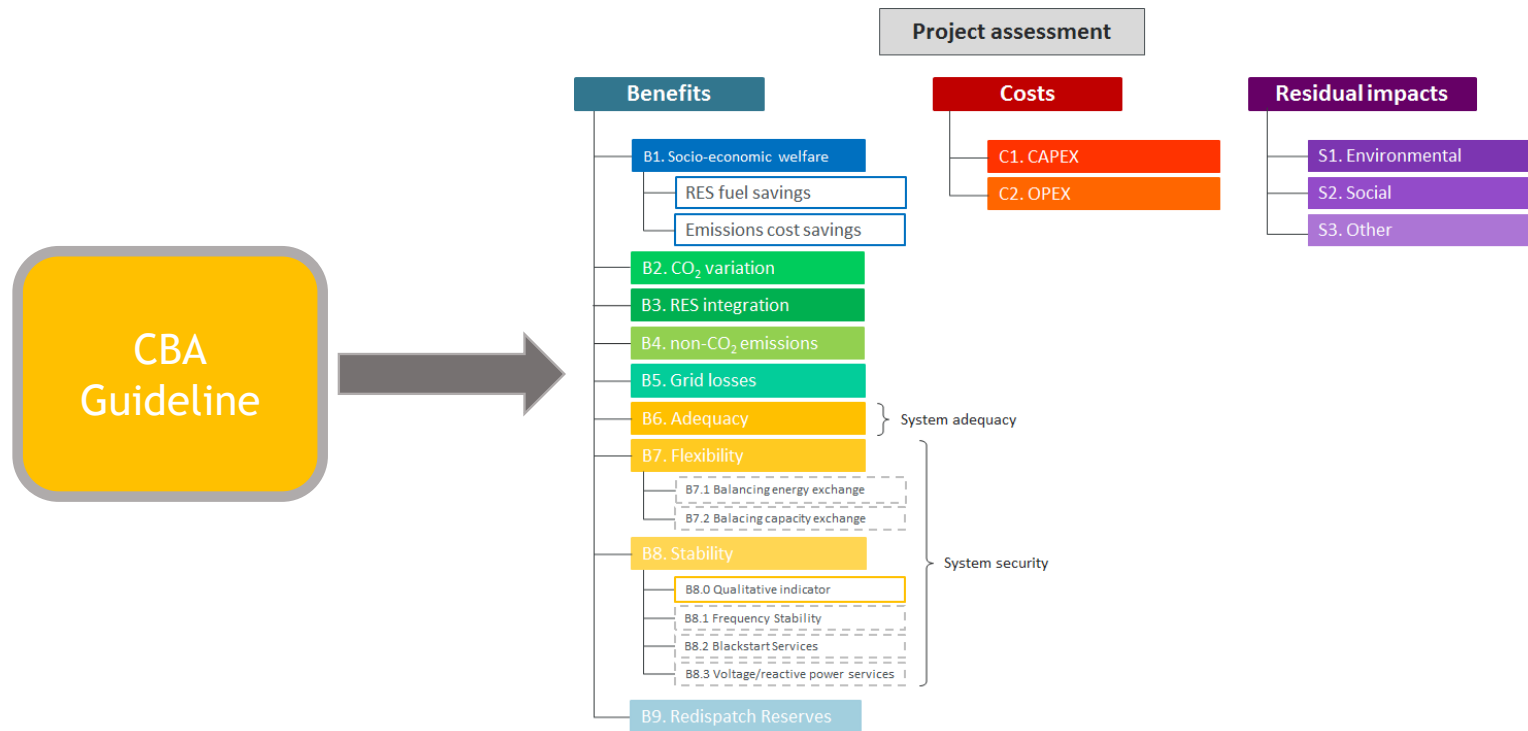 Project assessment
Benefits
Costs
Residual impacts
B1. Socio-economic welfare
RES fuel savings
Emissions cost savings
B2. CO₂ variation
B3. RES integration
B4. non-CO₂ emissions
B5. Grid losses
B6. Adequacy
System adequacy
B7. Flexibility
B7.1 Balancing energy exchange
B7.2 Balacing capacity exchange
B8. Stability
System security
B8.0 Qualitative indicator
B8.1 Frequency Stability
B8.2 Blackstart Services
B8.3 Voltage/reactive power services
B9. Redispatch Reserves
C1. CAPEX
C2. OPEX
S1. Environmental
S2. Social
S3. Other
CBA
Guideline